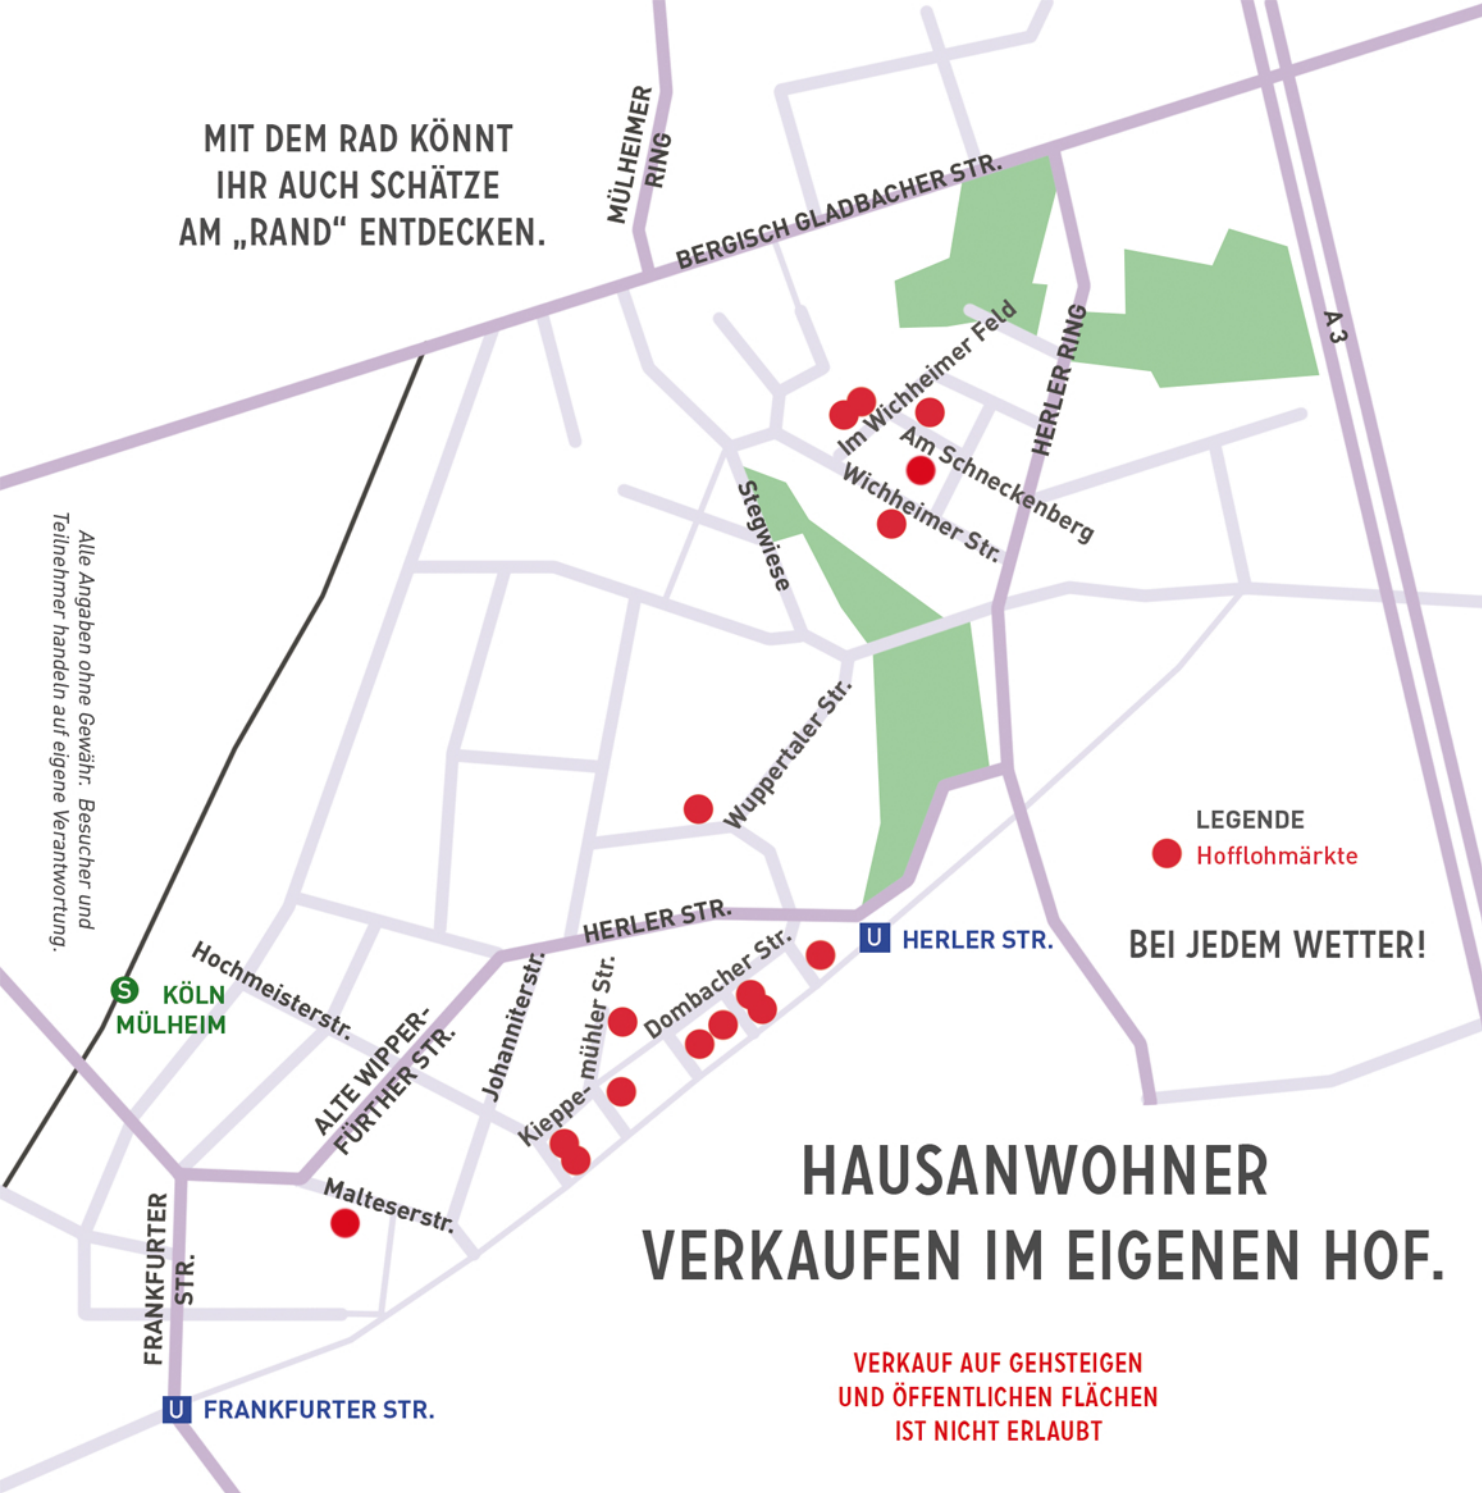 MIT DEM RAD KÖNNT
IHR AUCH SCHÄTZE
AM „RAND“ ENTDECKEN.
MÜLHEIMER
RING
BERGISCH GLADBACHER STR.
A 3
Im Wichheimer Feld
HERLER RING
Am Schneckenberg
Wichheimer Str.
Stegwiese
Alle Angaben ohne Gewähr. Besucher und
Teilnehmer handeln auf eigene Verantwortung.
Wuppertaler Str.
LEGENDE
Hofflohmärkte
HERLER STR.
U HERLER STR.
BEI JEDEM WETTER!
Dombacher Str.
Hochmeisterstr.
S KÖLN
MÜLHEIM
ALTE WIPPER-
FÜRTHER STR.
Johanniterstr.
Kieppe-
mühler Str.
Malteserstr.
FRANKFURTER
STR.
HAUSANWOHNER
VERKAUFEN IM EIGENEN HOF.
VERKAUF AUF GEHSTEIGEN
UND ÖFFENTLICHEN FLÄCHEN
IST NICHT ERLAUBT
U FRANKFURTER STR.